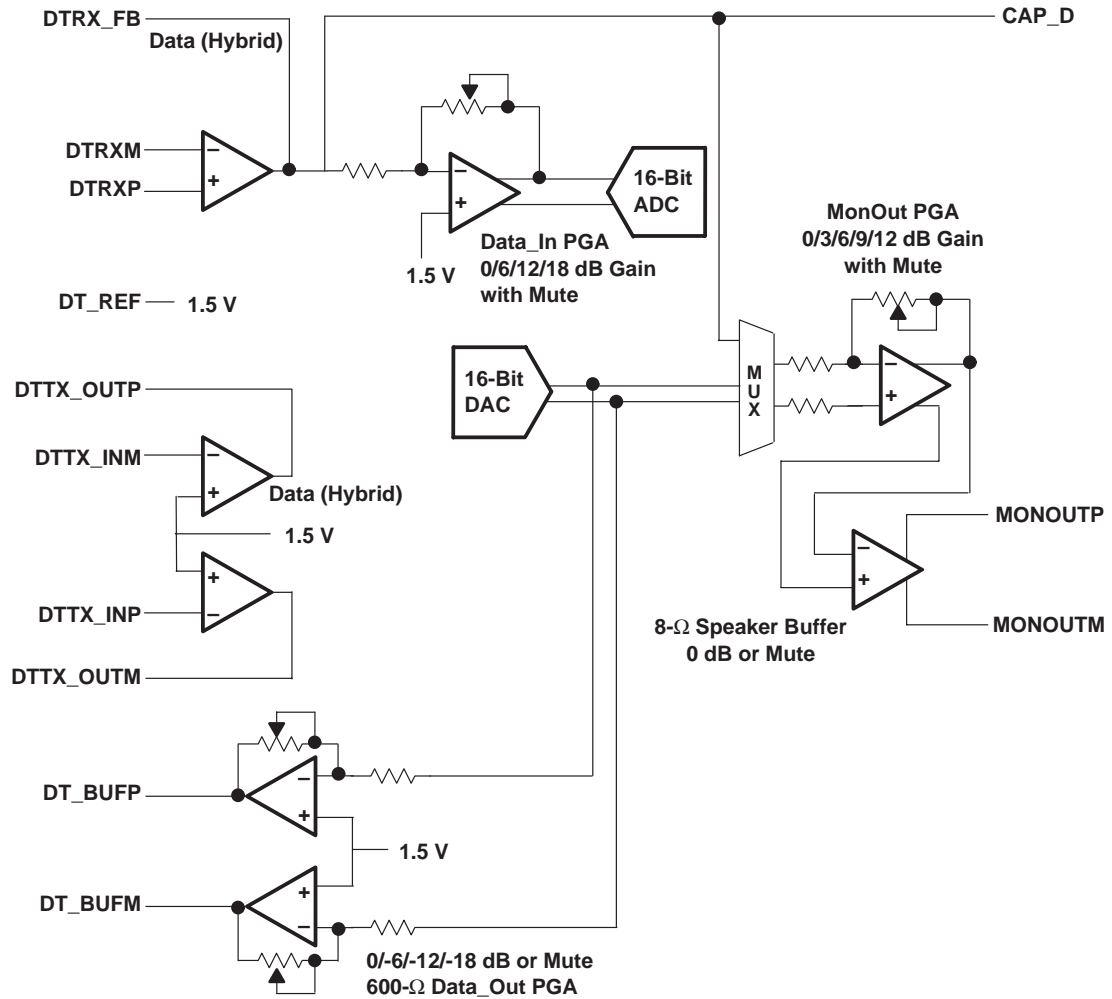 DTRX_FB
Data (Hybrid)
CAP_D
DTRXM
DTRXP
−
+
−
+
16-Bit
ADC
1.5 V
Data_In PGA
0/6/12/18 dB Gain
with Mute
MonOut PGA
0/3/6/9/12 dB Gain
with Mute
DT_REF
1.5 V
16-Bit
DAC
M
U
X
−
+
DTTX_OUTP
DTTX_INM
−
+
Data (Hybrid)
1.5 V
+
−
DTTX_INP
DTTX_OUTM
−
+
MONOUTP
MONOUTM
8-Ω Speaker Buffer
0 dB or Mute
DT_BUFP
−
+
1.5 V
DT_BUFM
+
−
0/-6/-12/-18 dB or Mute
600-Ω Data_Out PGA